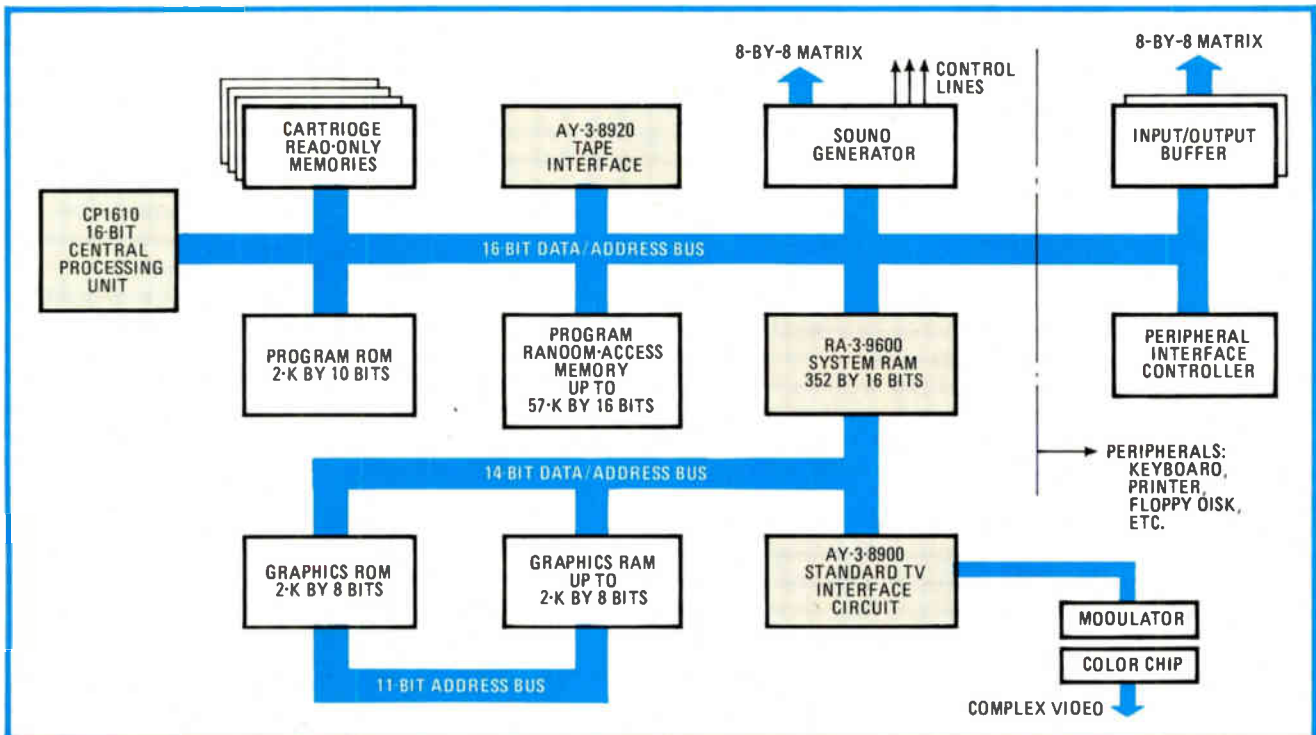 8-BY-8 MATRIX
CONTROL
LINES
8-BY-8 MATRIX
CARTRIOGE
READ-ONLY
MEMORIES
AY-3-8920
TAPE
INTERFACE
SOUNO
GENERATOR
INPUT/OUTPUT
BUFFER
CP1610
16-BIT
CENTRAL
PROCESSING
UNIT
16-BIT DATA/ADDRESS BUS
PROGRAM ROM
2-K BY 10 BITS
PROGRAM
RANDOM-ACCESS
MEMORY
UP TO
57-K BY 16 BITS
RA-3-9600
SYSTEM RAM
352 BY 16 BITS
PERIPHERAL
INTERFACE
CONTROLLER
14-BIT DATA/ADDRESS BUS
PERIPHERALS:
KEYBOARO,
PRINTER,
FLOPPY OISK,
ETC.
GRAPHICS ROM
2-K BY 8 BITS
GRAPHICS RAM
UP TO
2-K BY 8 BITS
AY-3-8900
STANDARD TV
INTERFACE
CIRCUIT
MODULATOR
COLOR CHIP
11-BIT ADDRESS BUS
COMPLEX VIDEO